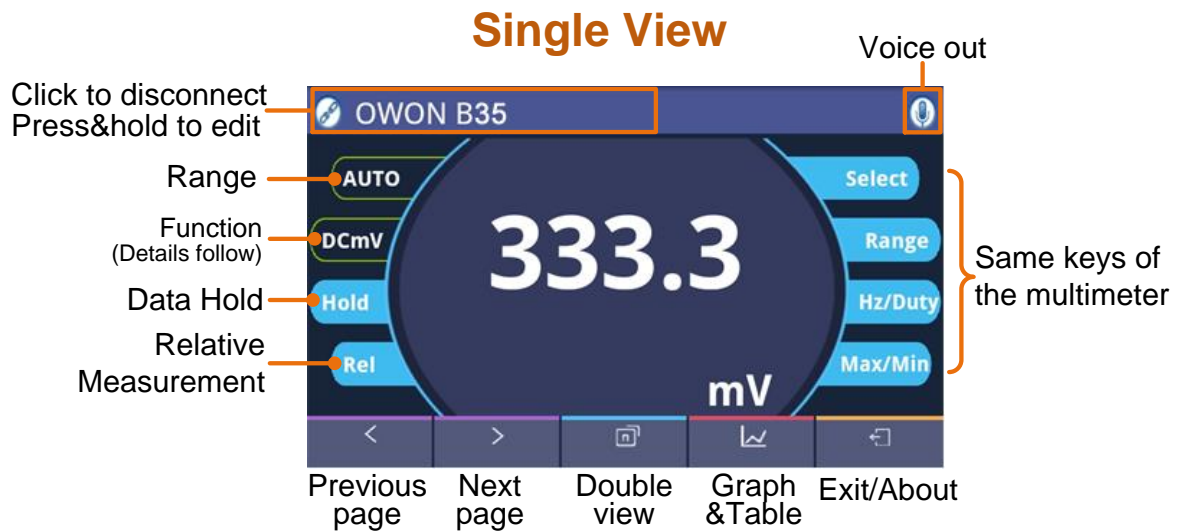 Single View
Voice out
Click to disconnect
Press&hold to edit
OWON B35
Range
AUTO
Select
Function
(Details follow)
DCmV
333.3
Range
Data Hold
Hold
Hz/Duty
Same keys of
the multimeter
Relative
Measurement
Rel
Max/Min
mV
<
>
n
Previous
page
Next
page
Double
view
Graph
&Table
Exit/About